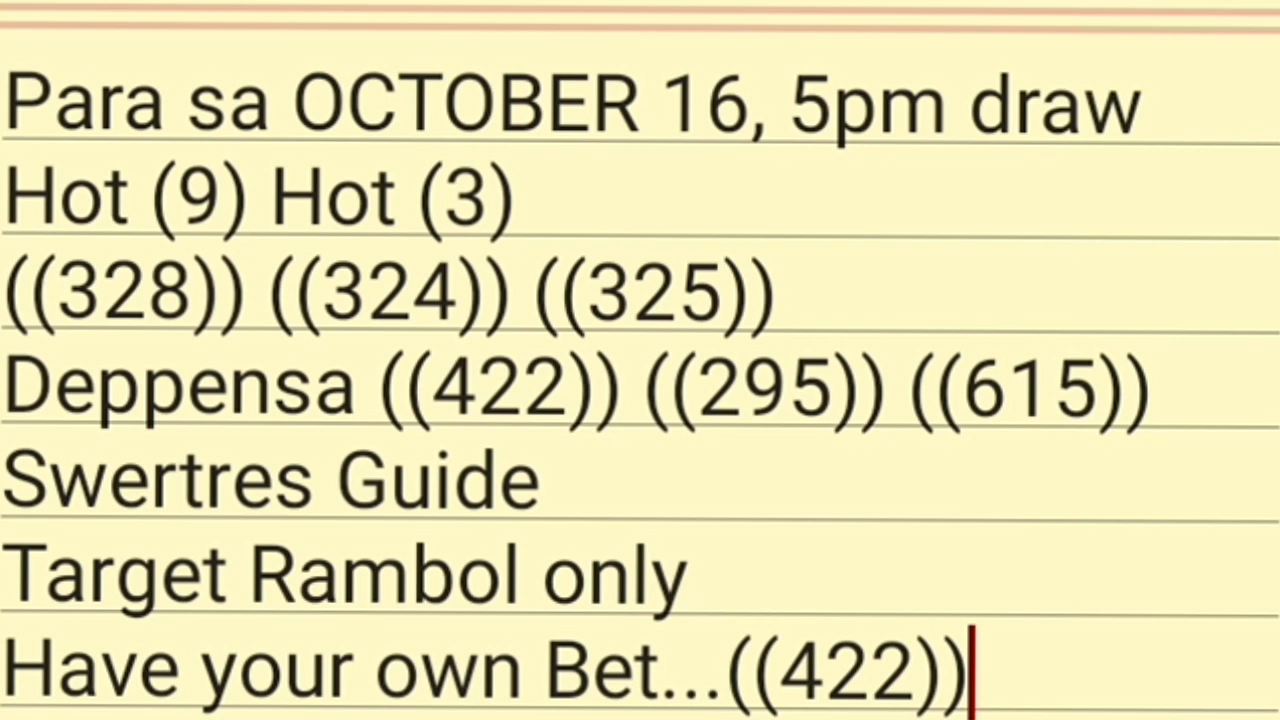 Para sa OCTOBER 16, 5pm draw
Hot (9) Hot (3)
((328)) ((324)) ((325))
Deppensa ((422)) ((295)) ((615))
Swertres Guide
Target Rambol only
Have your own Bet...((422))